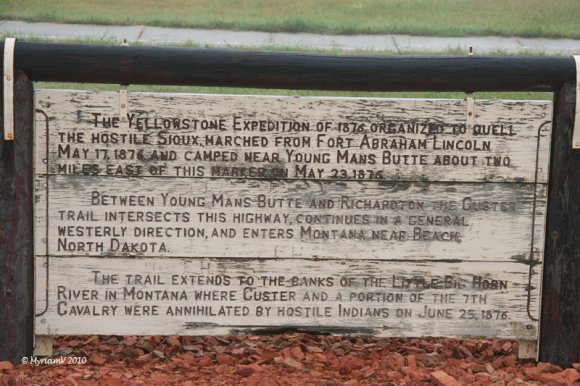 The Yellowstone Expedition of 1876, organized to quell
the hostile Sioux, marched from Fort Abraham Lincoln
May 17, 1876 and camped near Young Mans Butte about two
miles east of this marker on May 23, 1876.
Between Young Mans Butte and Richardton the Custer
trail intersects this highway, continues in a general
westerly direction, and enters Montana near Beach,
North Dakota.
The trail extends to the banks of the Little Big Horn
River in Montana where Custer and a portion of the 7th
Cavalry were annihilated by hostile Indians on June 25, 1876.
© MyriamV 2010